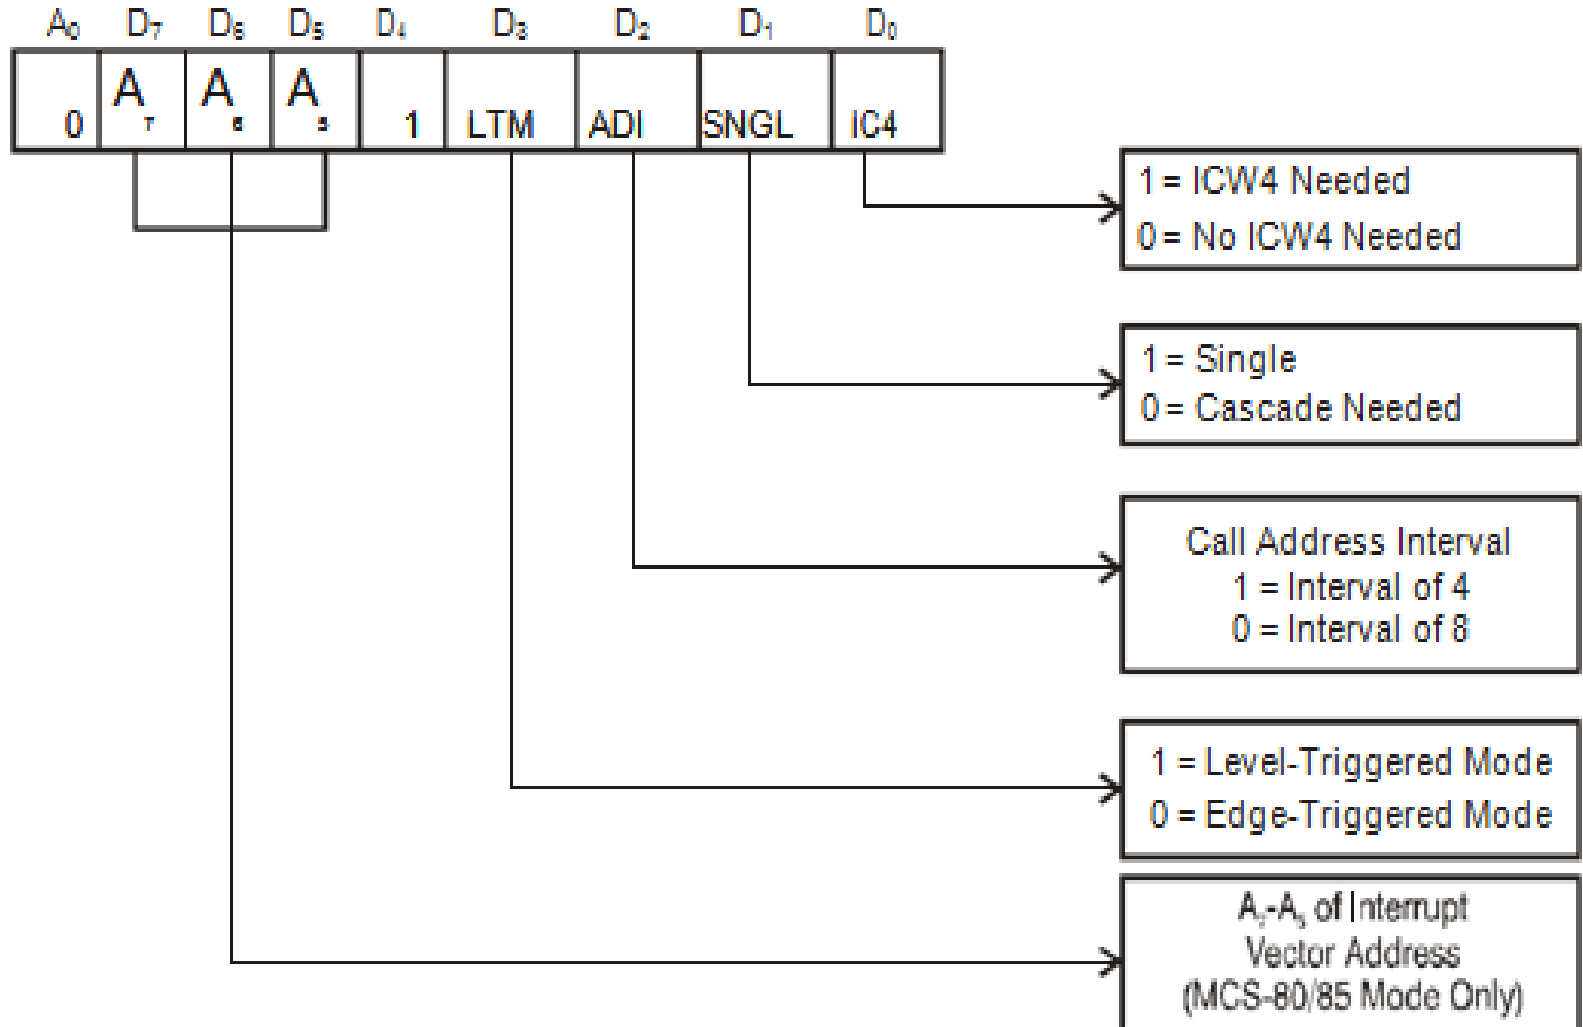 A₀ D₇ D₆ D₅ D₄ D₃ D₂ D₁ D₀
0 A₇ A₆ A₅ 1 LTM ADI SNGL IC4
1 = ICW4 Needed
0 = No ICW4 Needed
1 = Single
0 = Cascade Needed
Call Address Interval
1 = Interval of 4
0 = Interval of 8
1 = Level-Triggered Mode
0 = Edge-Triggered Mode
A₇-A₅ of Interrupt
Vector Address
(MCS-80/85 Mode Only)